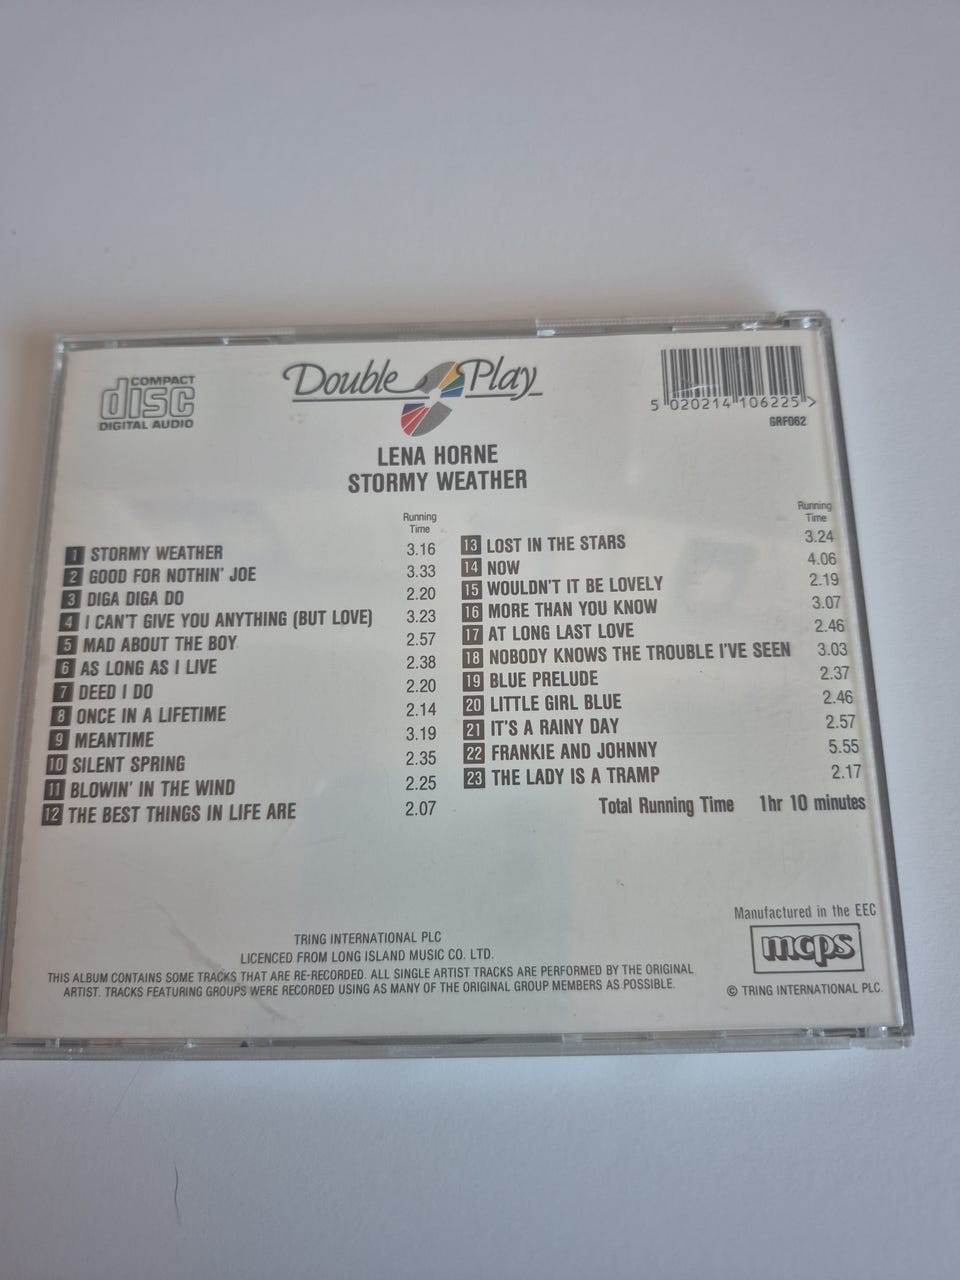 COMPACT
disc
DIGITAL AUDIO
Double Play
5 020214 106225 >
GRF062
LENA HORNE
STORMY WEATHER
Running
Time
1 STORMY WEATHER 3.16
2 GOOD FOR NOTHIN' JOE 3.33
3 DIGA DIGA DO 2.20
4 I CAN'T GIVE YOU ANYTHING (BUT LOVE) 3.23
5 MAD ABOUT THE BOY 2.57
6 AS LONG AS I LIVE 2.38
7 DEED I DO 2.20
8 ONCE IN A LIFETIME 2.14
9 MEANTIME 3.19
10 SILENT SPRING 2.35
11 BLOWIN' IN THE WIND 2.25
12 THE BEST THINGS IN LIFE ARE 2.07
Running
Time
13 LOST IN THE STARS 3.24
14 NOW 4.06
15 WOULDN'T IT BE LOVELY 2.19
16 MORE THAN YOU KNOW 3.07
17 AT LONG LAST LOVE 2.46
18 NOBODY KNOWS THE TROUBLE I'VE SEEN 3.03
19 BLUE PRELUDE 2.37
20 LITTLE GIRL BLUE 2.46
21 IT'S A RAINY DAY 2.57
22 FRANKIE AND JOHNNY 5.55
23 THE LADY IS A TRAMP 2.17
Total Running Time 1hr 10 minutes
TRING INTERNATIONAL PLC
LICENCED FROM LONG ISLAND MUSIC CO. LTD.
THIS ALBUM CONTAINS SOME TRACKS THAT ARE RE-RECORDED. ALL SINGLE ARTIST TRACKS ARE PERFORMED BY THE ORIGINAL
ARTIST. TRACKS FEATURING GROUPS WERE RECORDED USING AS MANY OF THE ORIGINAL GROUP MEMBERS AS POSSIBLE.
Manufactured in the EEC
mcps
© TRING INTERNATIONAL PLC.